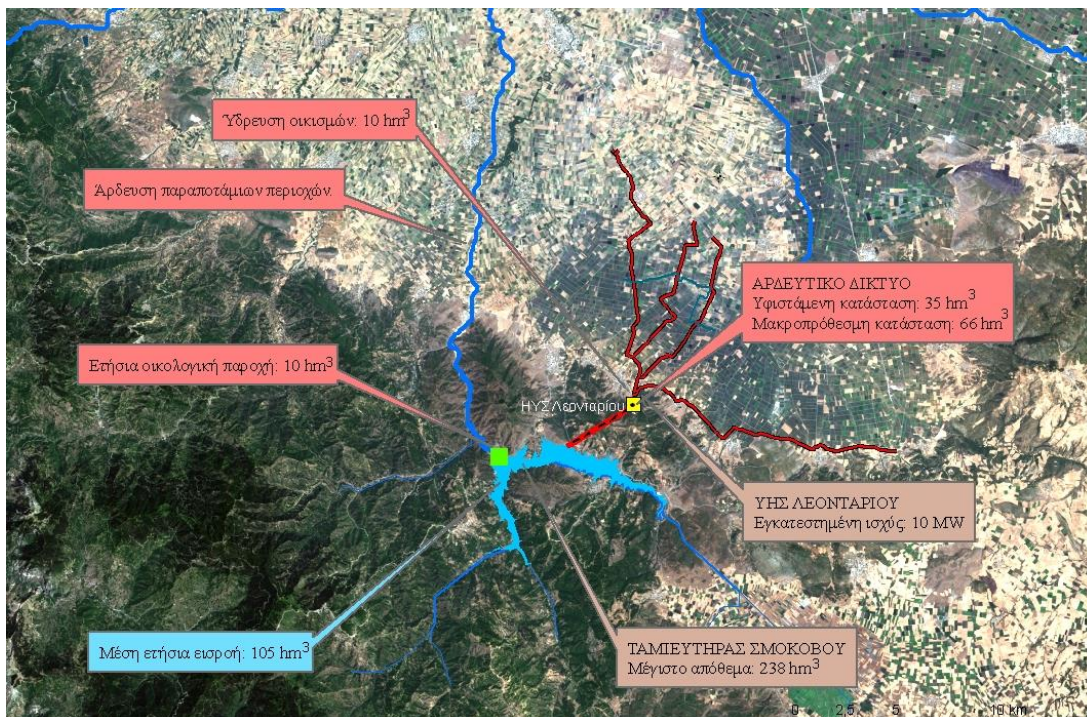 Ύδρευση οικισμών: 10 hm³
Άρδευση παραποτάμιων περιοχών
ΑΡΔΕΥΤΙΚΟ ΔΙΚΤΥΟ
Υφιστάμενη κατάσταση: 35 hm³
Μακροπρόθεσμη κατάσταση: 66 hm³
Ετήσια οικολογική παροχή: 10 hm³
ΗΥΣ Λεονταρίου
ΥΗΣ ΛΕΟΝΤΑΡΙΟΥ
Εγκατεστημένη ισχύς: 10 MW
Μέση ετήσια εισροή: 105 hm³
ΤΑΜΙΕΥΤΗΡΑΣ ΣΜΟΚΟΒΟΥ
Μέγιστο απόθεμα: 238 hm³
0 2.5 5 10 km